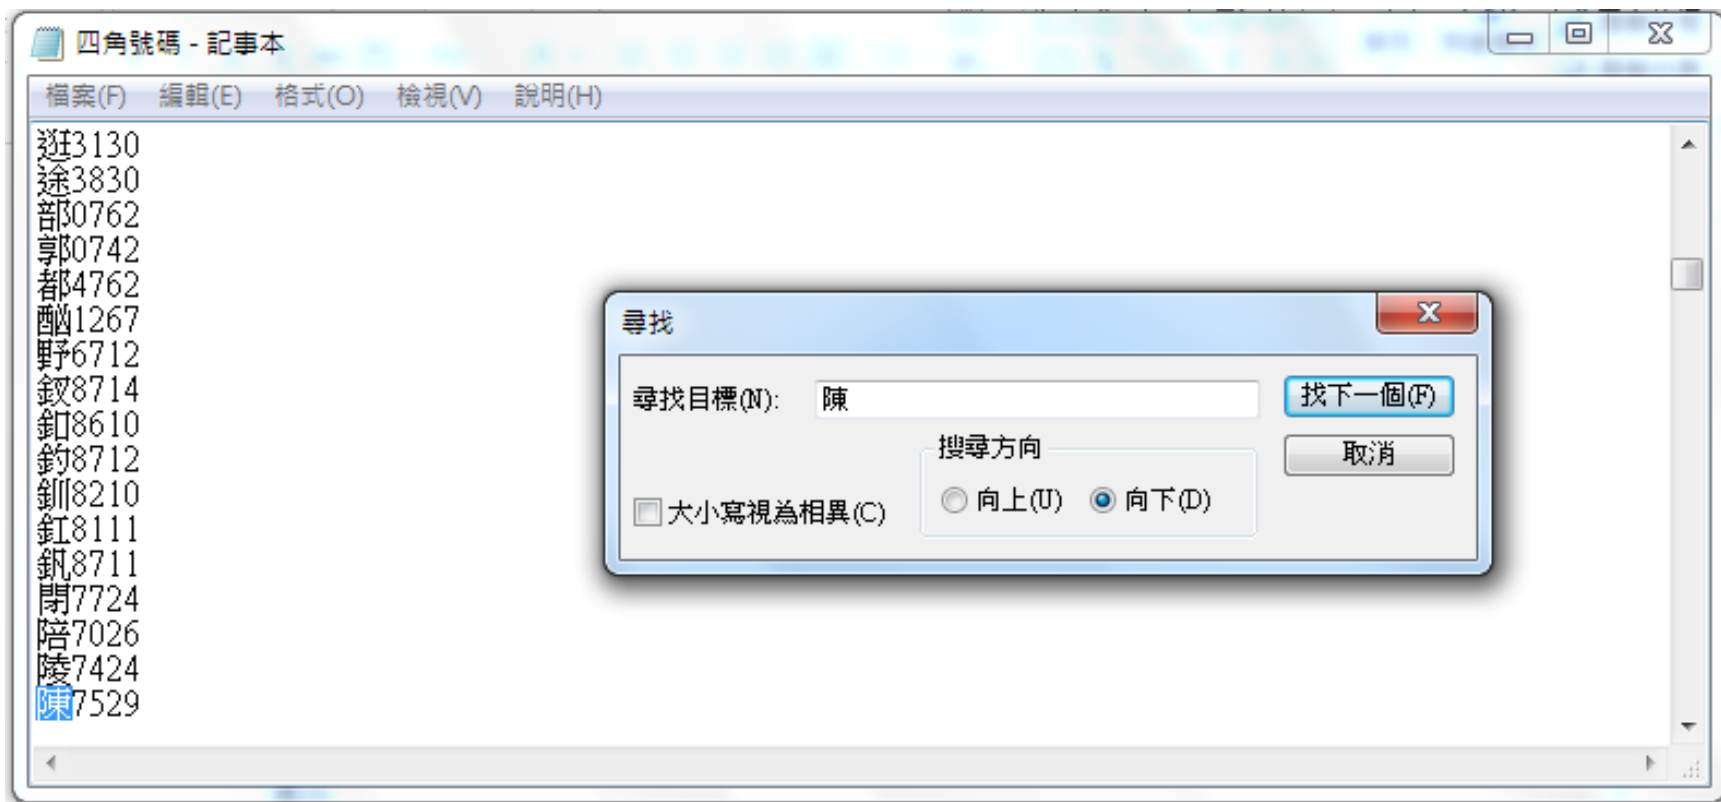 四角號碼 - 記事本
檔案(F) 編輯(E) 格式(O) 檢視(V) 說明(H)
逛3130
途3830
部0762
郭0742
都4762
酗1267
野6712
釵8714
釦8610
釣8712
釧8210
釭8111
釩8711
閉7724
陪7026
陵7424
陳7529
尋找
尋找目標(N): 陳
找下一個(F)
搜尋方向
取消
大小寫視為相異(C)
向上(U) 向下(D)